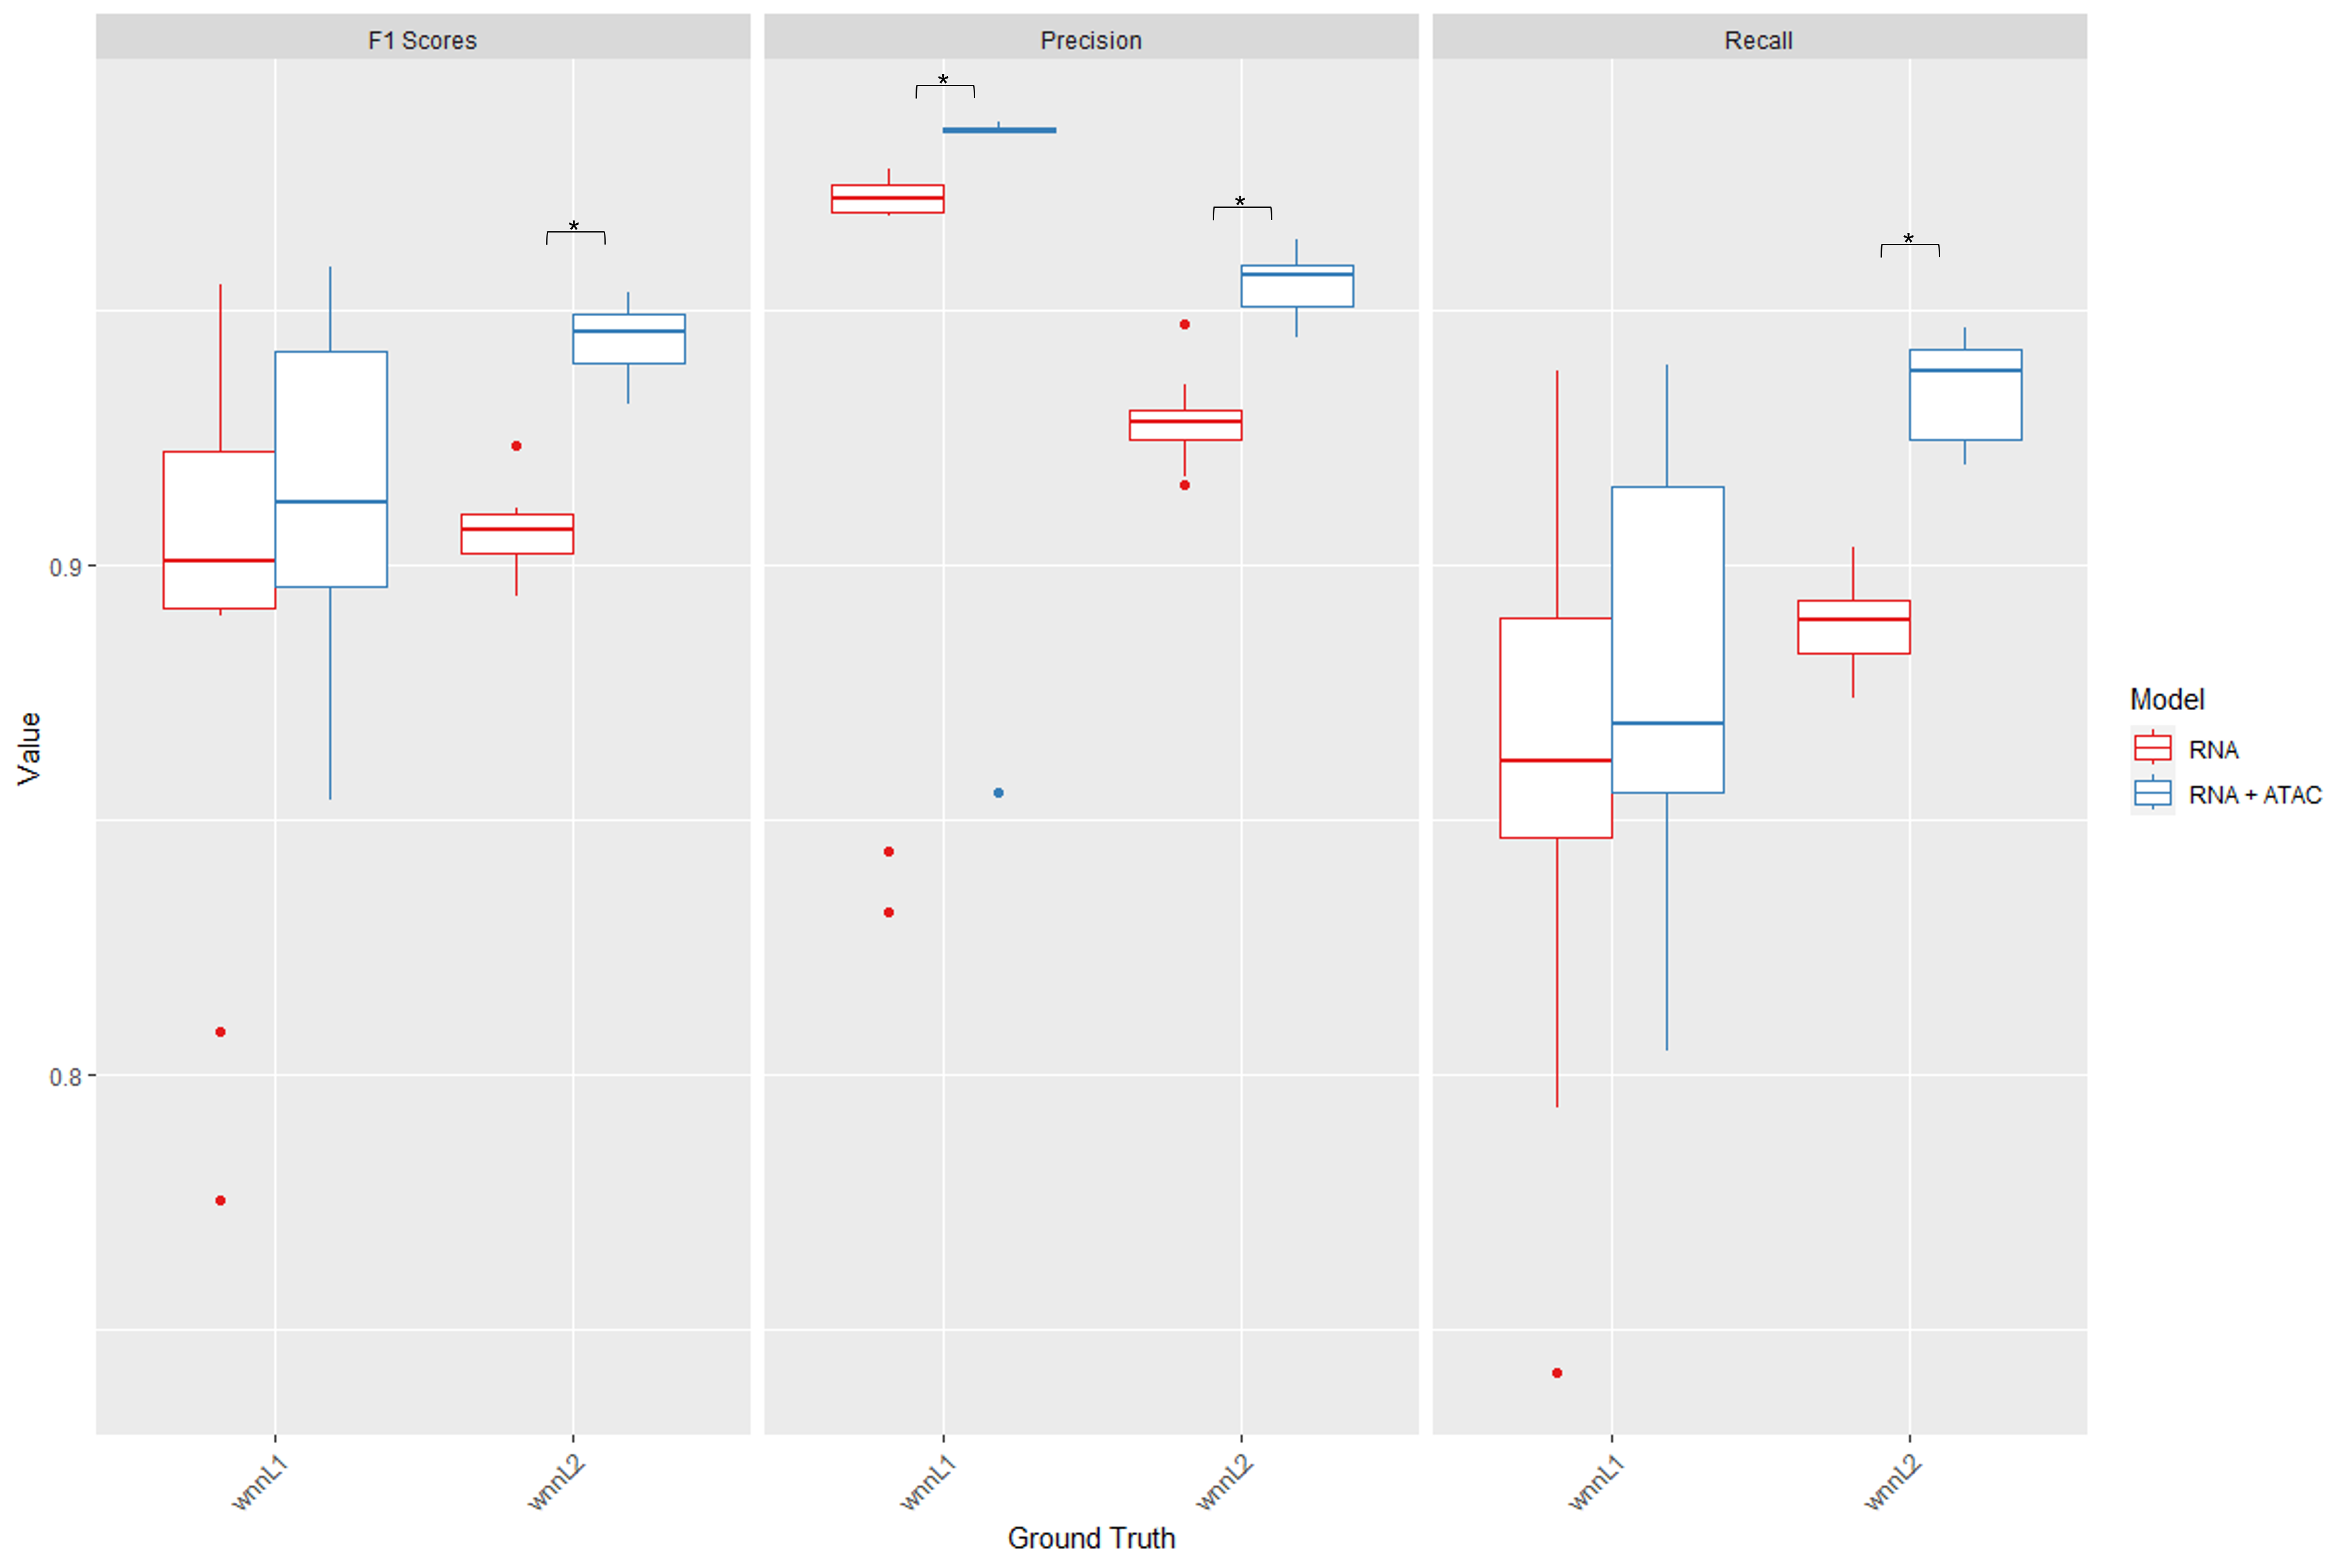 F1 Scores
Precision
Recall
*
*
*
*
0.9
0.8
Value
wnnL1
wnnL2
wnnL1
wnnL2
wnnL1
wnnL2
Ground Truth
Model
RNA
RNA + ATAC